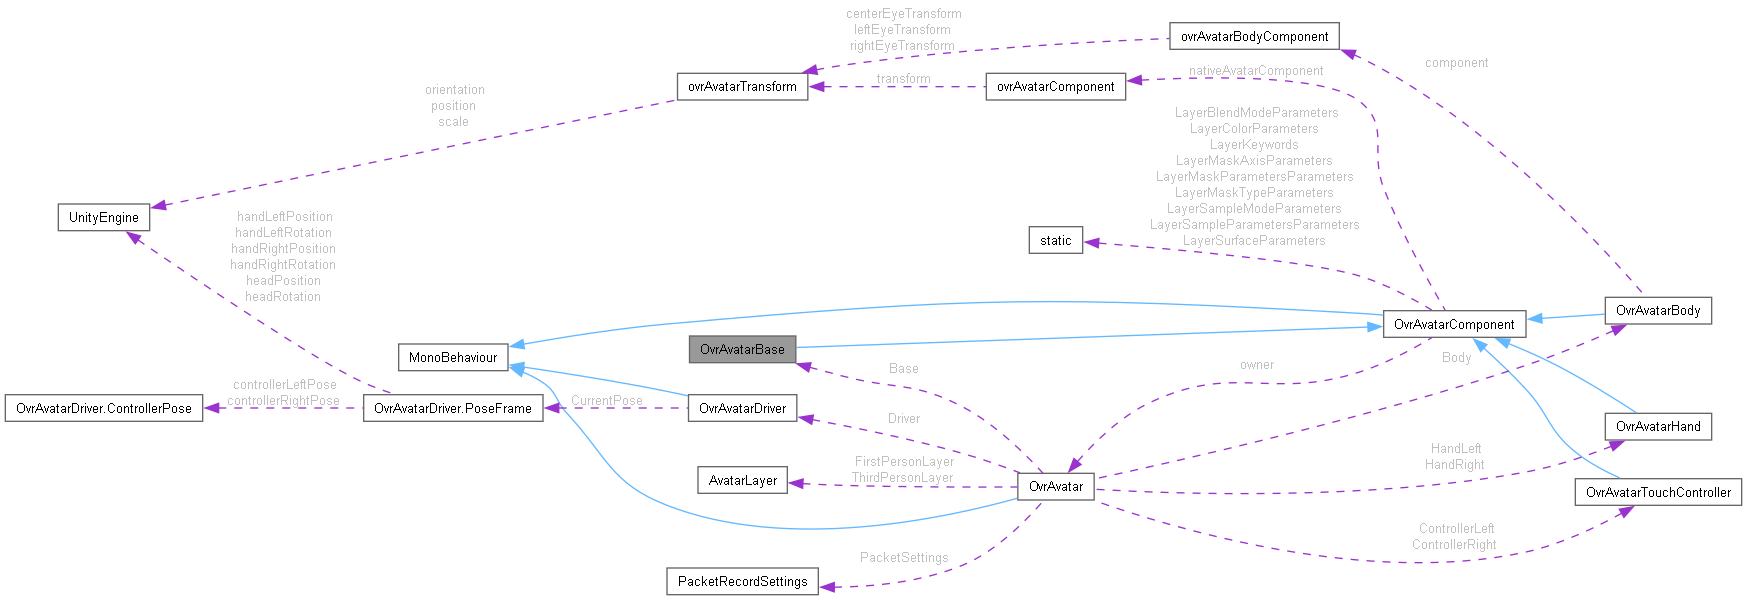 centerEyeTransform
leftEyeTransform
rightEyeTransform
ovrAvatarBodyComponent
component
nativeAvatarComponent
transform
ovrAvatarTransform
ovrAvatarComponent
orientation
position
scale
LayerBlendModeParameters
LayerColorParameters
LayerKeywords
LayerMaskAxisParameters
LayerMaskParametersParameters
LayerMaskTypeParameters
LayerSampleModeParameters
LayerSampleParametersParameters
LayerSurfaceParameters
UnityEngine
handLeftPosition
handLeftRotation
handRightPosition
handRightRotation
headPosition
headRotation
static
OvrAvatarBody
OvrAvatarComponent
OvrAvatarBase
MonoBehaviour
Base
owner
Body
controllerLeftPose
controllerRightPose
OvrAvatarDriver.ControllerPose
OvrAvatarDriver.PoseFrame
CurrentPose
OvrAvatarDriver
Driver
OvrAvatarHand
HandLeft
HandRight
FirstPersonLayer
ThirdPersonLayer
AvatarLayer
OvrAvatar
OvrAvatarTouchController
ControllerLeft
ControllerRight
PacketSettings
PacketRecordSettings